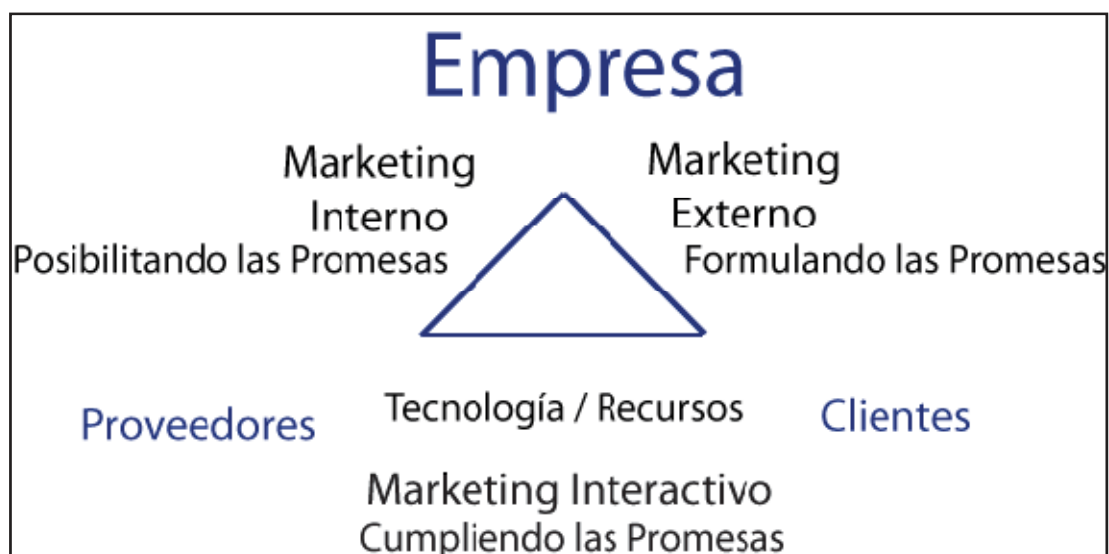 Empresa
Marketing
Interno
Posibilitando las Promesas
Marketing
Externo
Formulando las Promesas
Proveedores
Tecnología / Recursos
Clientes
Marketing Interactivo
Cumpliendo las Promesas